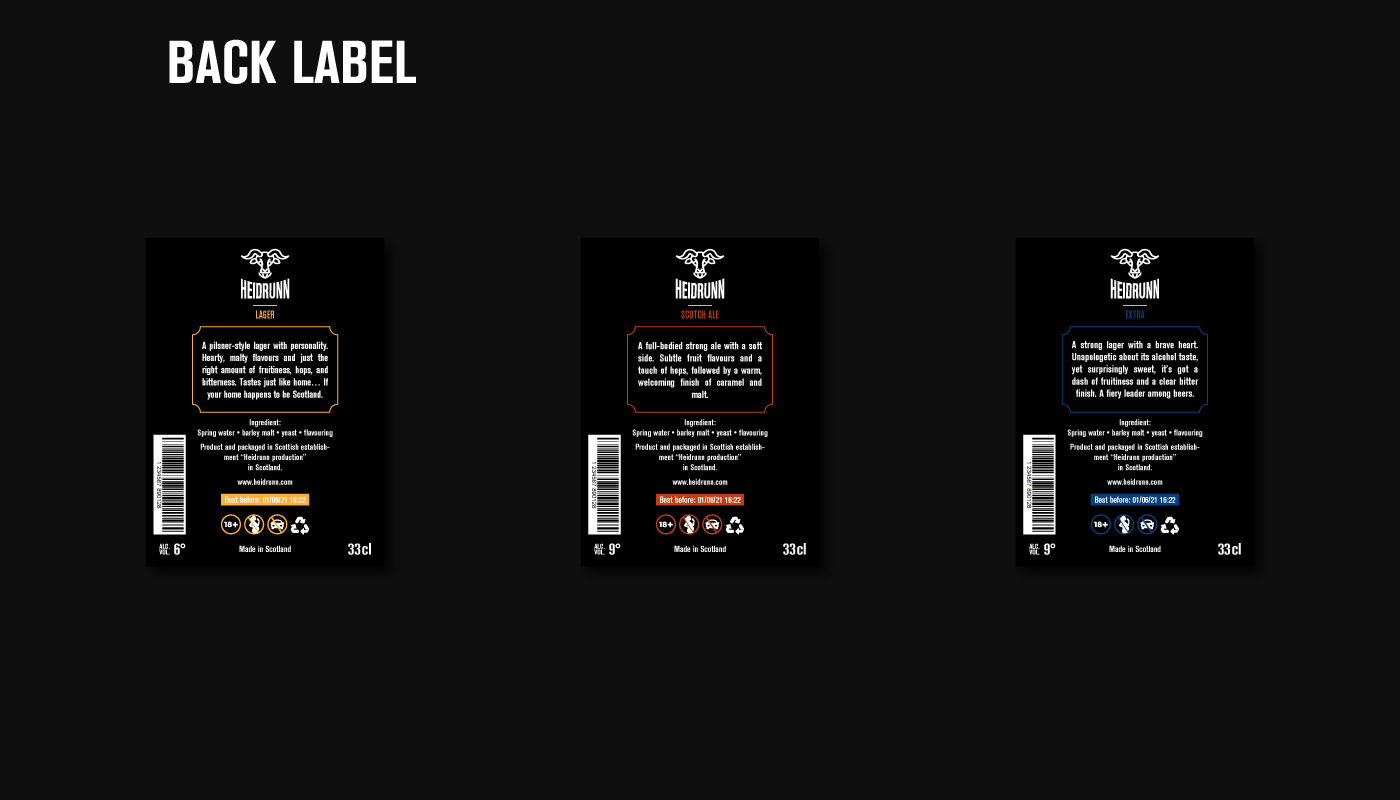 BACK LABEL
HEIDRUNN
LAGER
A pilsner-style lager with personality.
Hearty, malty flavours and just the
right amount of fruitiness, hops, and
bitterness. Tastes just like home… If
your home happens to be Scotland.
Ingredient:
Spring water • barley malt • yeast • flavouring
Product and packaged in Scottish establish-
ment “Heidrunn production”
in Scotland.
www.heidrunn.com
Best before: 01/06/21 16:22
18+
ALC. 6°
VOL.
Made in Scotland
33cl
HEIDRUNN
SCOTCH ALE
A full-bodied strong ale with a soft
side. Subtle fruit flavours and a
touch of hops, followed by a warm,
welcoming finish of caramel and
malt.
Ingredient:
Spring water • barley malt • yeast • flavouring
Product and packaged in Scottish establish-
ment “Heidrunn production”
in Scotland.
www.heidrunn.com
Best before: 01/06/21 16:22
18+
ALC. 9°
VOL.
Made in Scotland
33cl
HEIDRUNN
EXTRA
A strong lager with a brave heart.
Unapologetic about its alcohol taste,
yet surprisingly sweet, it's got a
dash of fruitiness and a clear bitter
finish. A fiery leader among beers.
Ingredient:
Spring water • barley malt • yeast • flavouring
Product and packaged in Scottish establish-
ment “Heidrunn production”
in Scotland.
www.heidrunn.com
Best before: 01/06/21 16:22
18+
ALC. 9°
VOL.
Made in Scotland
33cl